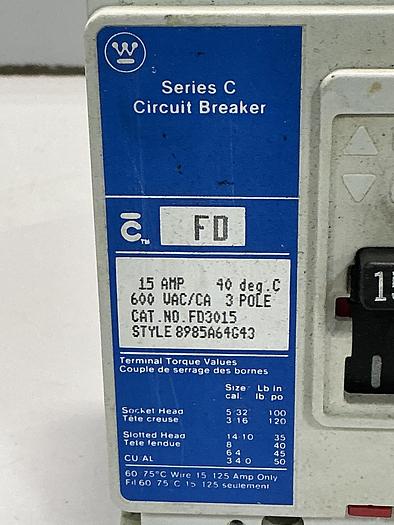 W
Series C
Circuit Breaker
C™ FD
15 AMP 40 deg.C
600 VAC/CA 3 POLE
CAT.NO.FD3015
STYLE 8985A64G43
Terminal Torque Values
Couple de serrage des bornes
Size Lb in
cal. lb. po
Socket Head 5/32 100
Tête creuse 3/16 120
Slotted Head 14-10 35
Tête fendue 8 40
CU AL 6 4 45
3 4 0 50
60 75°C Wire 15 125 Amp Only
Fil 60 75 C 15 125 seulement